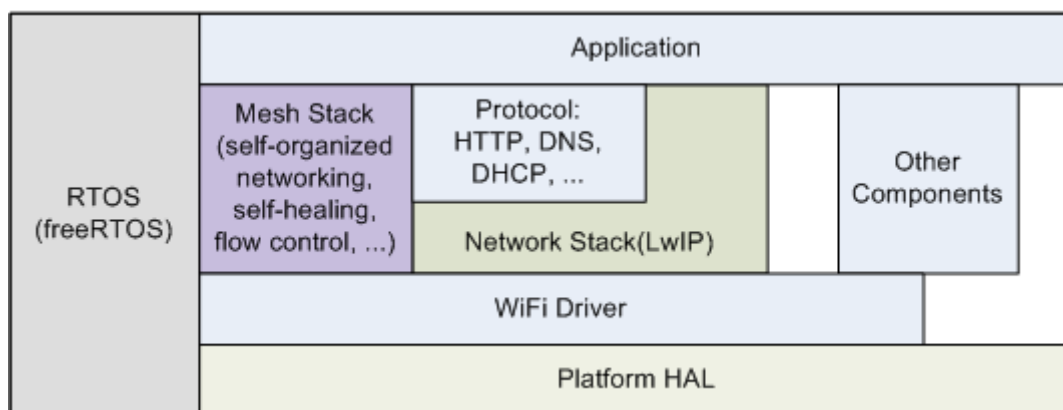 RTOS
(freeRTOS)
Application
Mesh Stack
(self-organized
networking,
self-healing,
flow control, ...)
Protocol:
HTTP, DNS,
DHCP, ...
Network Stack(LwIP)
Other
Components
WiFi Driver
Platform HAL